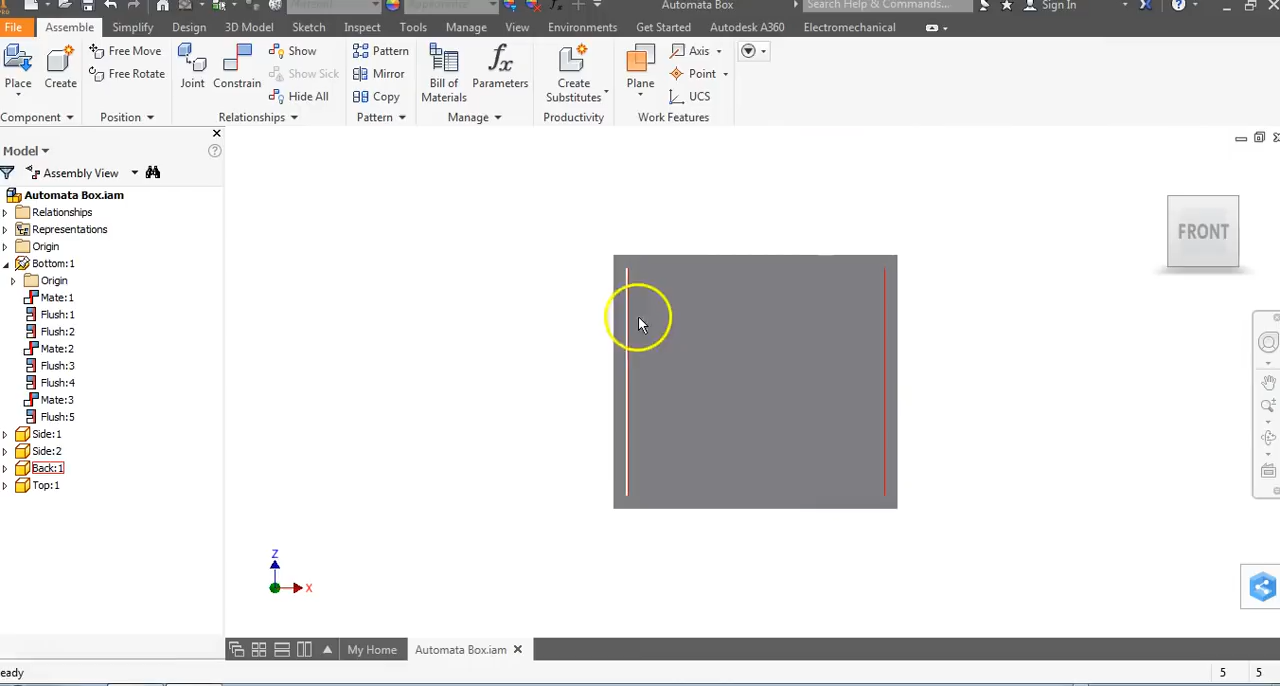 Automata Box
Search Help & Commands...
Sign In
File Assemble Simplify Design 3D Model Sketch Inspect Tools Manage View Environments Get Started Autodesk A360 Electromechanical
Free Move
Show
Pattern
Axis
Free Rotate
Show Sick
Mirror
Point
Place Create Joint Constrain Bill of Materials Parameters Create Substitutes Plane
Hide All
Copy
UCS
Component Position Relationships Pattern Manage Productivity Work Features
Model
Assembly View
Automata Box.iam
Relationships
Representations
Origin
Bottom:1
Origin
Mate:1
Flush:1
Flush:2
Mate:2
Flush:3
Flush:4
Mate:3
Flush:5
Side:1
Side:2
Back:1
Top:1
FRONT
Z
X
My Home Automata Box.iam
eady 5 5